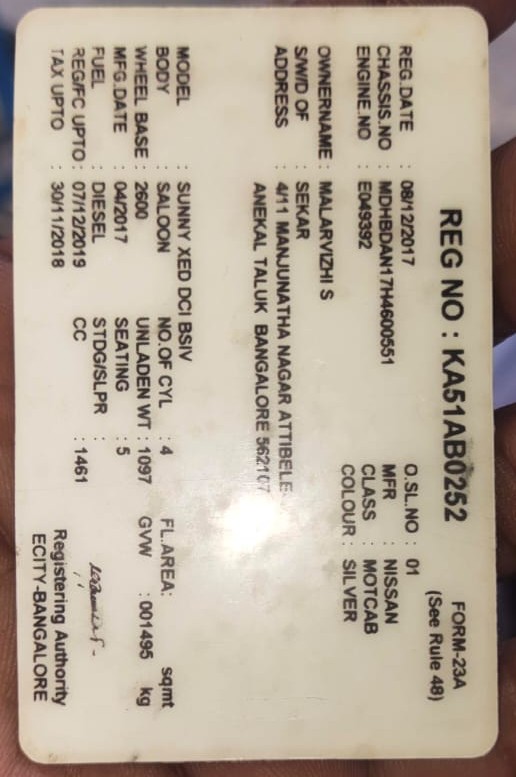 FORM-23A
(See Rule 48)
REG NO : KA51AB0252
REG.DATE : 08/12/2017 O.SL.NO : 01
CHASSIS.NO : MDHBDAN17H4600551 MFR : NISSAN
ENGINE.NO : E049392 CLASS : MOTCAB
COLOUR : SILVER
OWNERNAME : MALARVIZHI S
S/W/D OF : SEKAR
ADDRESS : 4/11 MANJUNATHA NAGAR ATTIBELE
ANEKAL TALUK BANGALORE 562107
MODEL : SUNNY XED DCI BSIV
BODY : SALOON NO.OF CYL : 4 FL.AREA: sqmt
WHEEL BASE : 2600 UNLADEN WT : 1097 GVW : 001495 kg
MFG.DATE : 04/2017 SEATING : 5
FUEL : DIESEL STDG/SLPR :
REG/FC UPTO : 07/12/2019 CC : 1461
TAX UPTO : 30/11/2018
Registering Authority
ECITY-BANGALORE